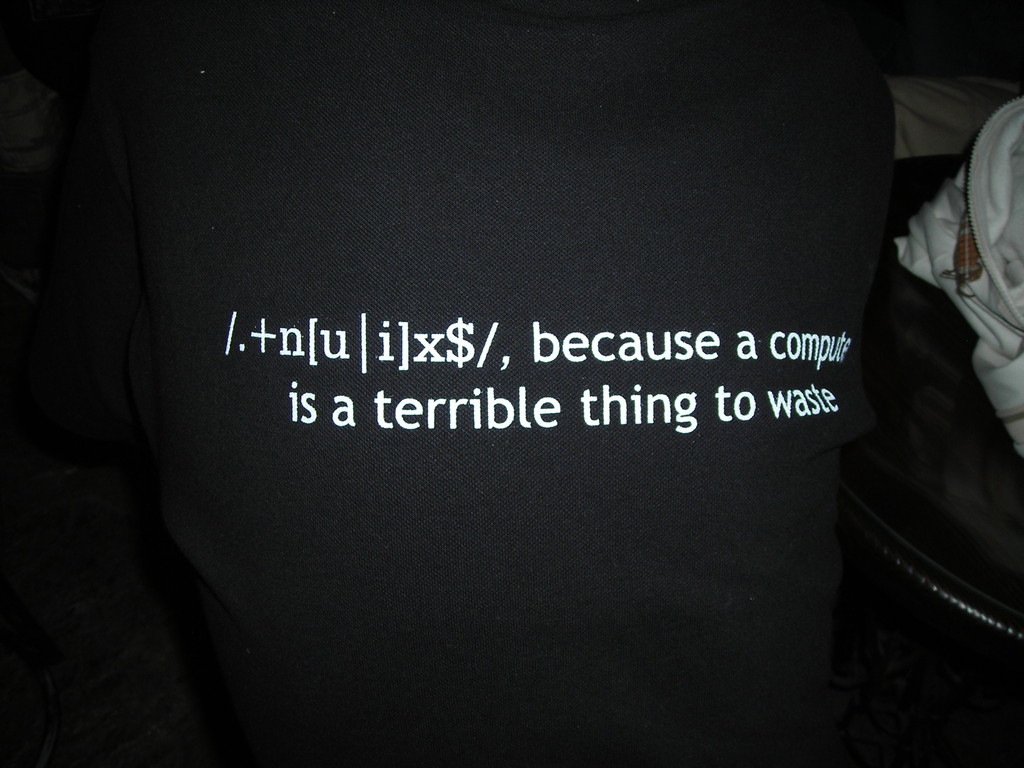 /.+n[u|i]x$/, because a compute
is a terrible thing to waste